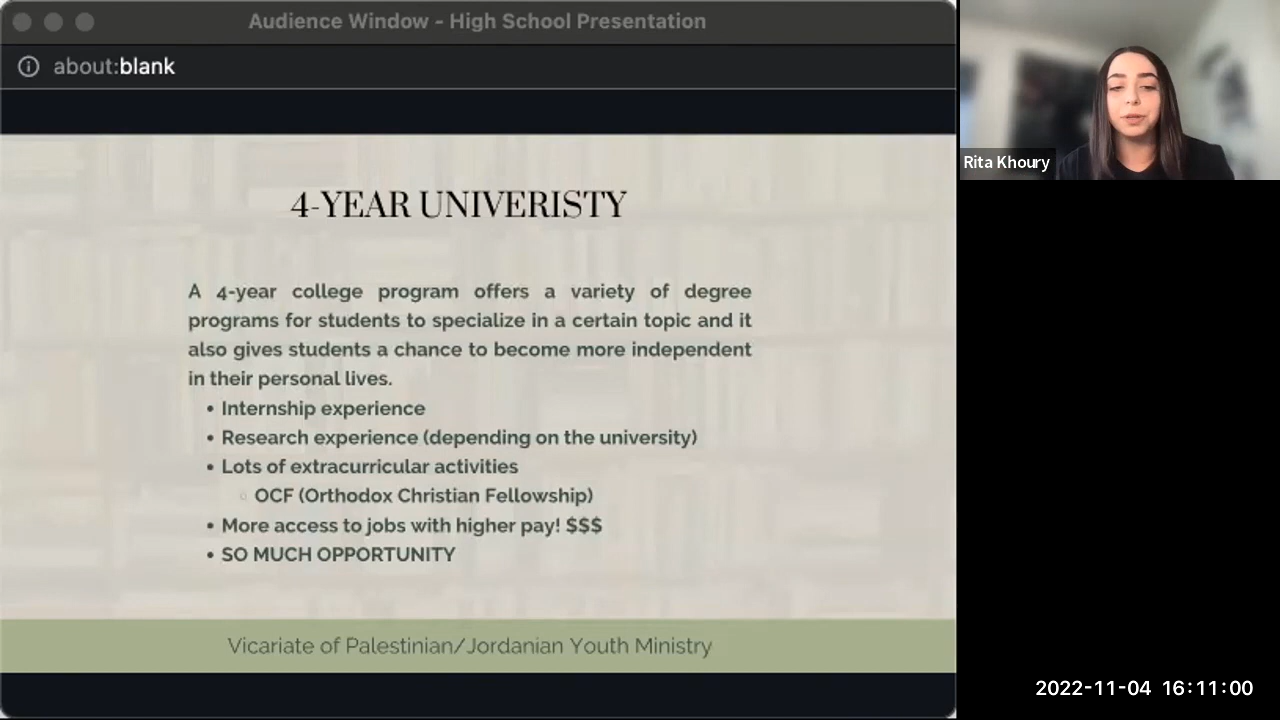 Audience Window - High School Presentation
about:blank
4-YEAR UNIVERISTY
A 4-year college program offers a variety of degree
programs for students to specialize in a certain topic and it
also gives students a chance to become more independent
in their personal lives.
• Internship experience
• Research experience (depending on the university)
• Lots of extracurricular activities
◦ OCF (Orthodox Christian Fellowship)
• More access to jobs with higher pay! $$$
• SO MUCH OPPORTUNITY
Vicariate of Palestinian/Jordanian Youth Ministry
Rita Khoury
2022-11-04 16:11:00